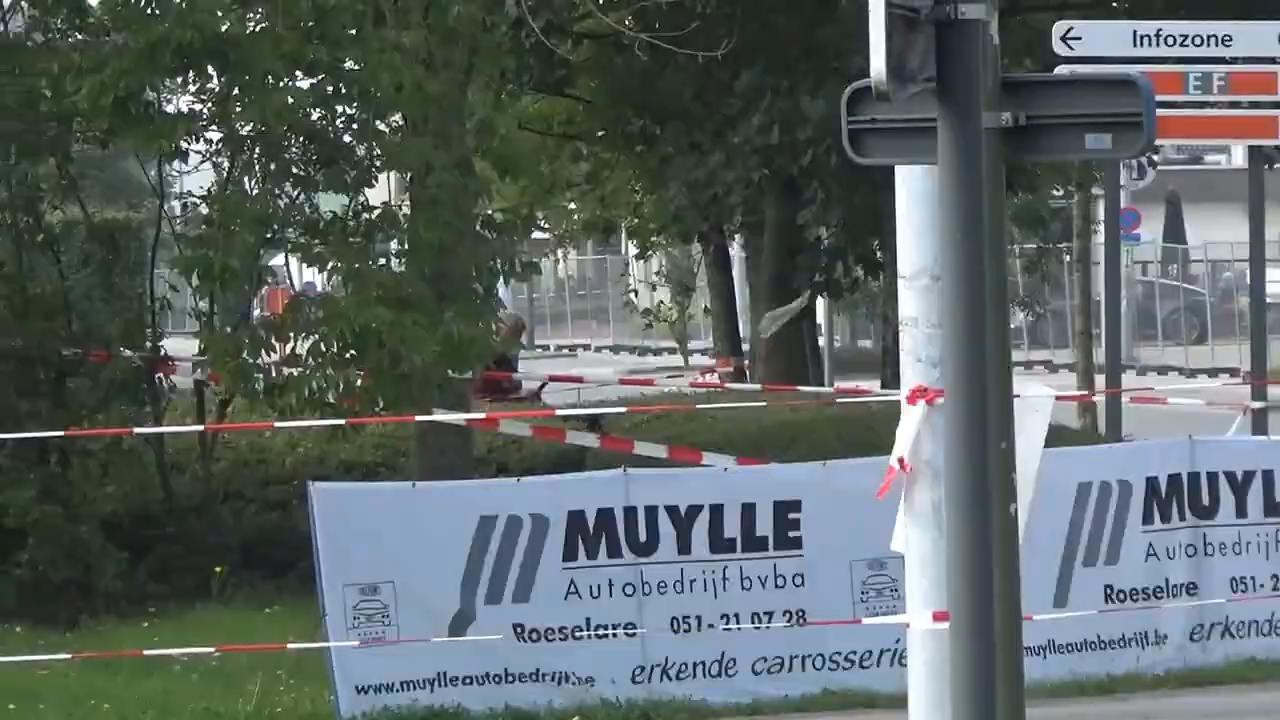 Infozone
E F
MUYLLE
Autobedrijf bvba
Roeselare 051-21 07 28
www.muylleautobedrijf.be
erkende carrosserie
MUYL
Autobedrijf
Roeselare 051-2
muylleautobedrijf.be
erkende